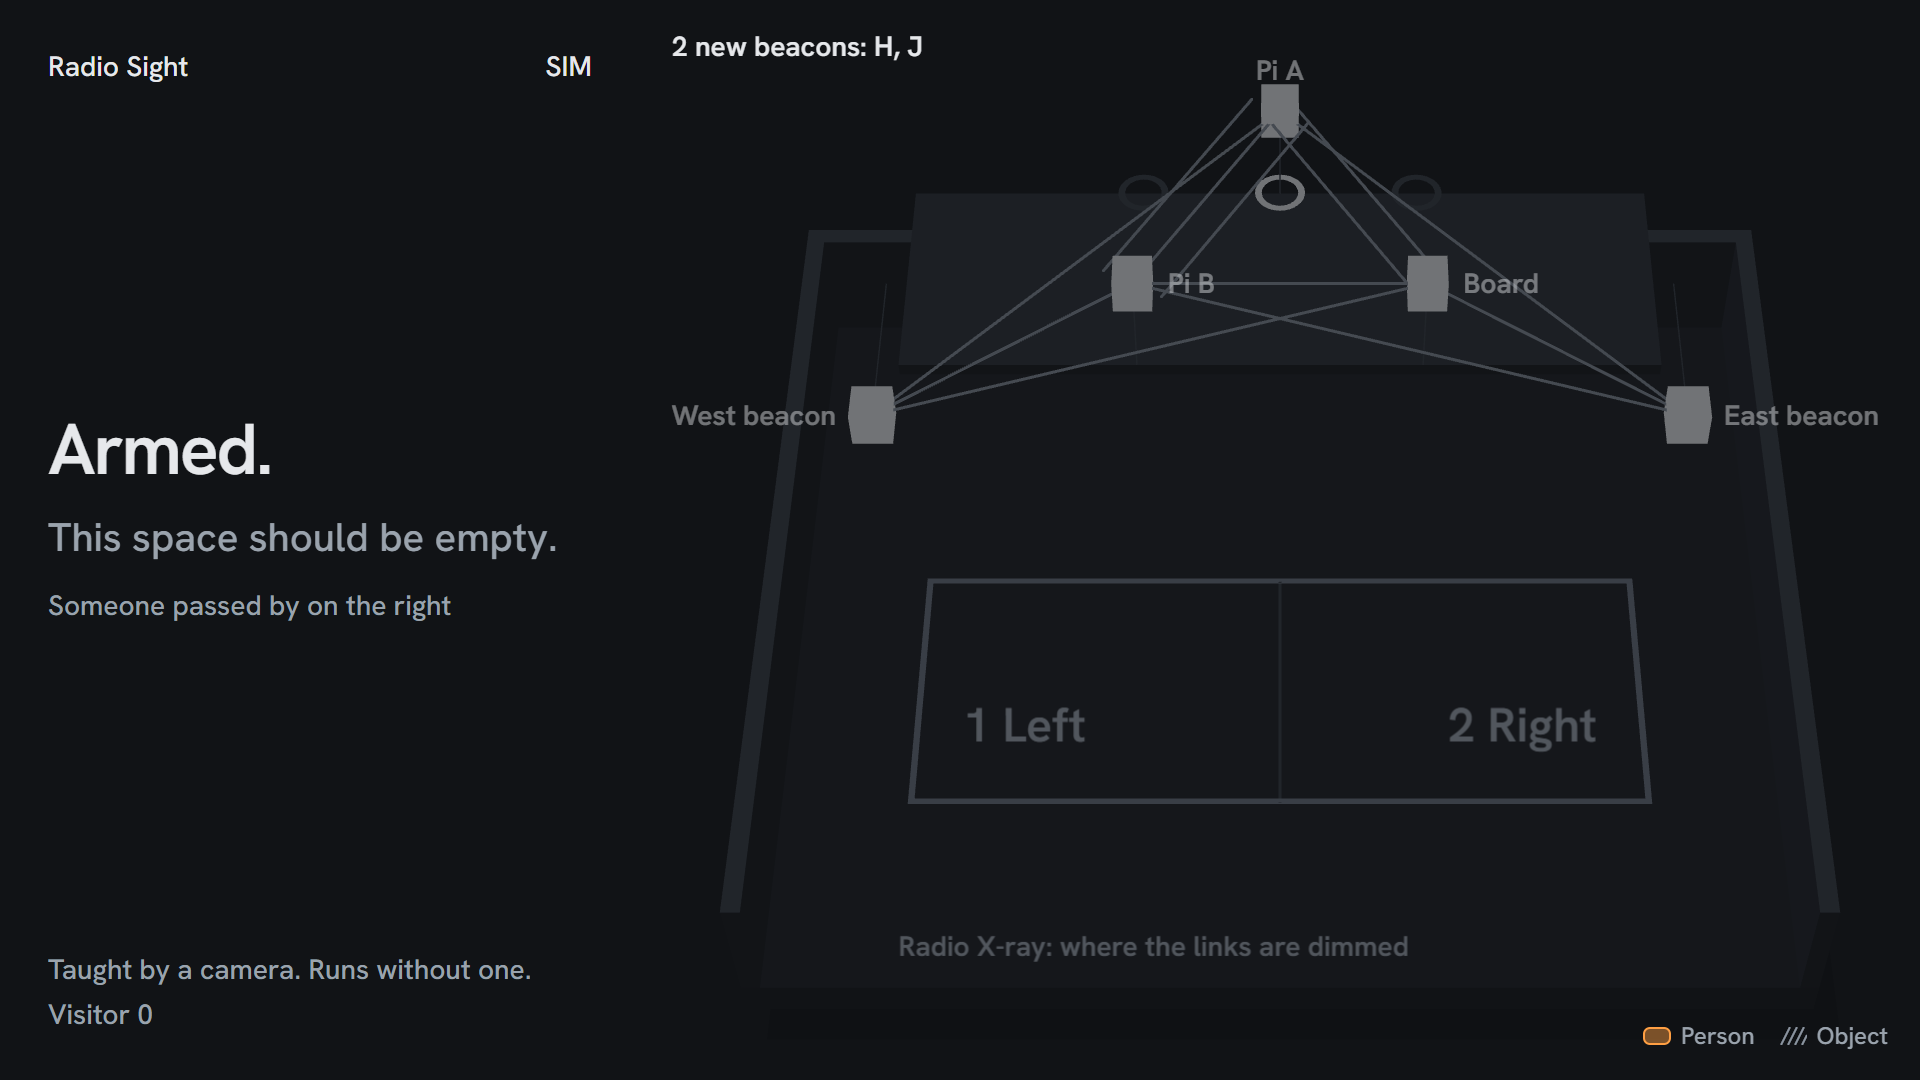 Radio Sight
SIM
2 new beacons: H, J
Pi A
Pi B
Board
West beacon
East beacon
Armed.
This space should be empty.
Someone passed by on the right
1 Left
2 Right
Radio X-ray: where the links are dimmed
Taught by a camera. Runs without one.
Visitor 0
Person
Object